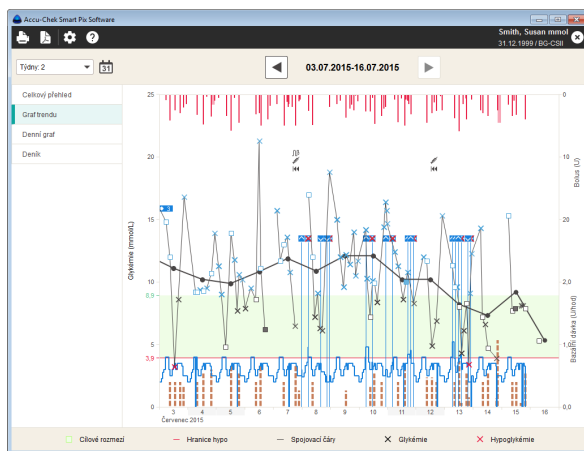 Accu-Chek Smart Pix Software
Smith, Susan mmol
31.12.1999 / BG-CSII
Týdny: 2
31
03.07.2015-16.07.2015
Celkový přehled
Graf trendu
Denní graf
Deník
Glykémie (mmol/L)
25
20
15
10
8,9
5
3,9
0
0
10
2,0
1,0
0,0
Bolus (U)
Bazální dávka (U/hod)
3 4 5 6 7 8 9 10 11 12 13 14 15 16
Červenec 2015
Cílové rozmezí
Hranice hypo
Spojovací čáry
Glykémie
Hypoglykémie